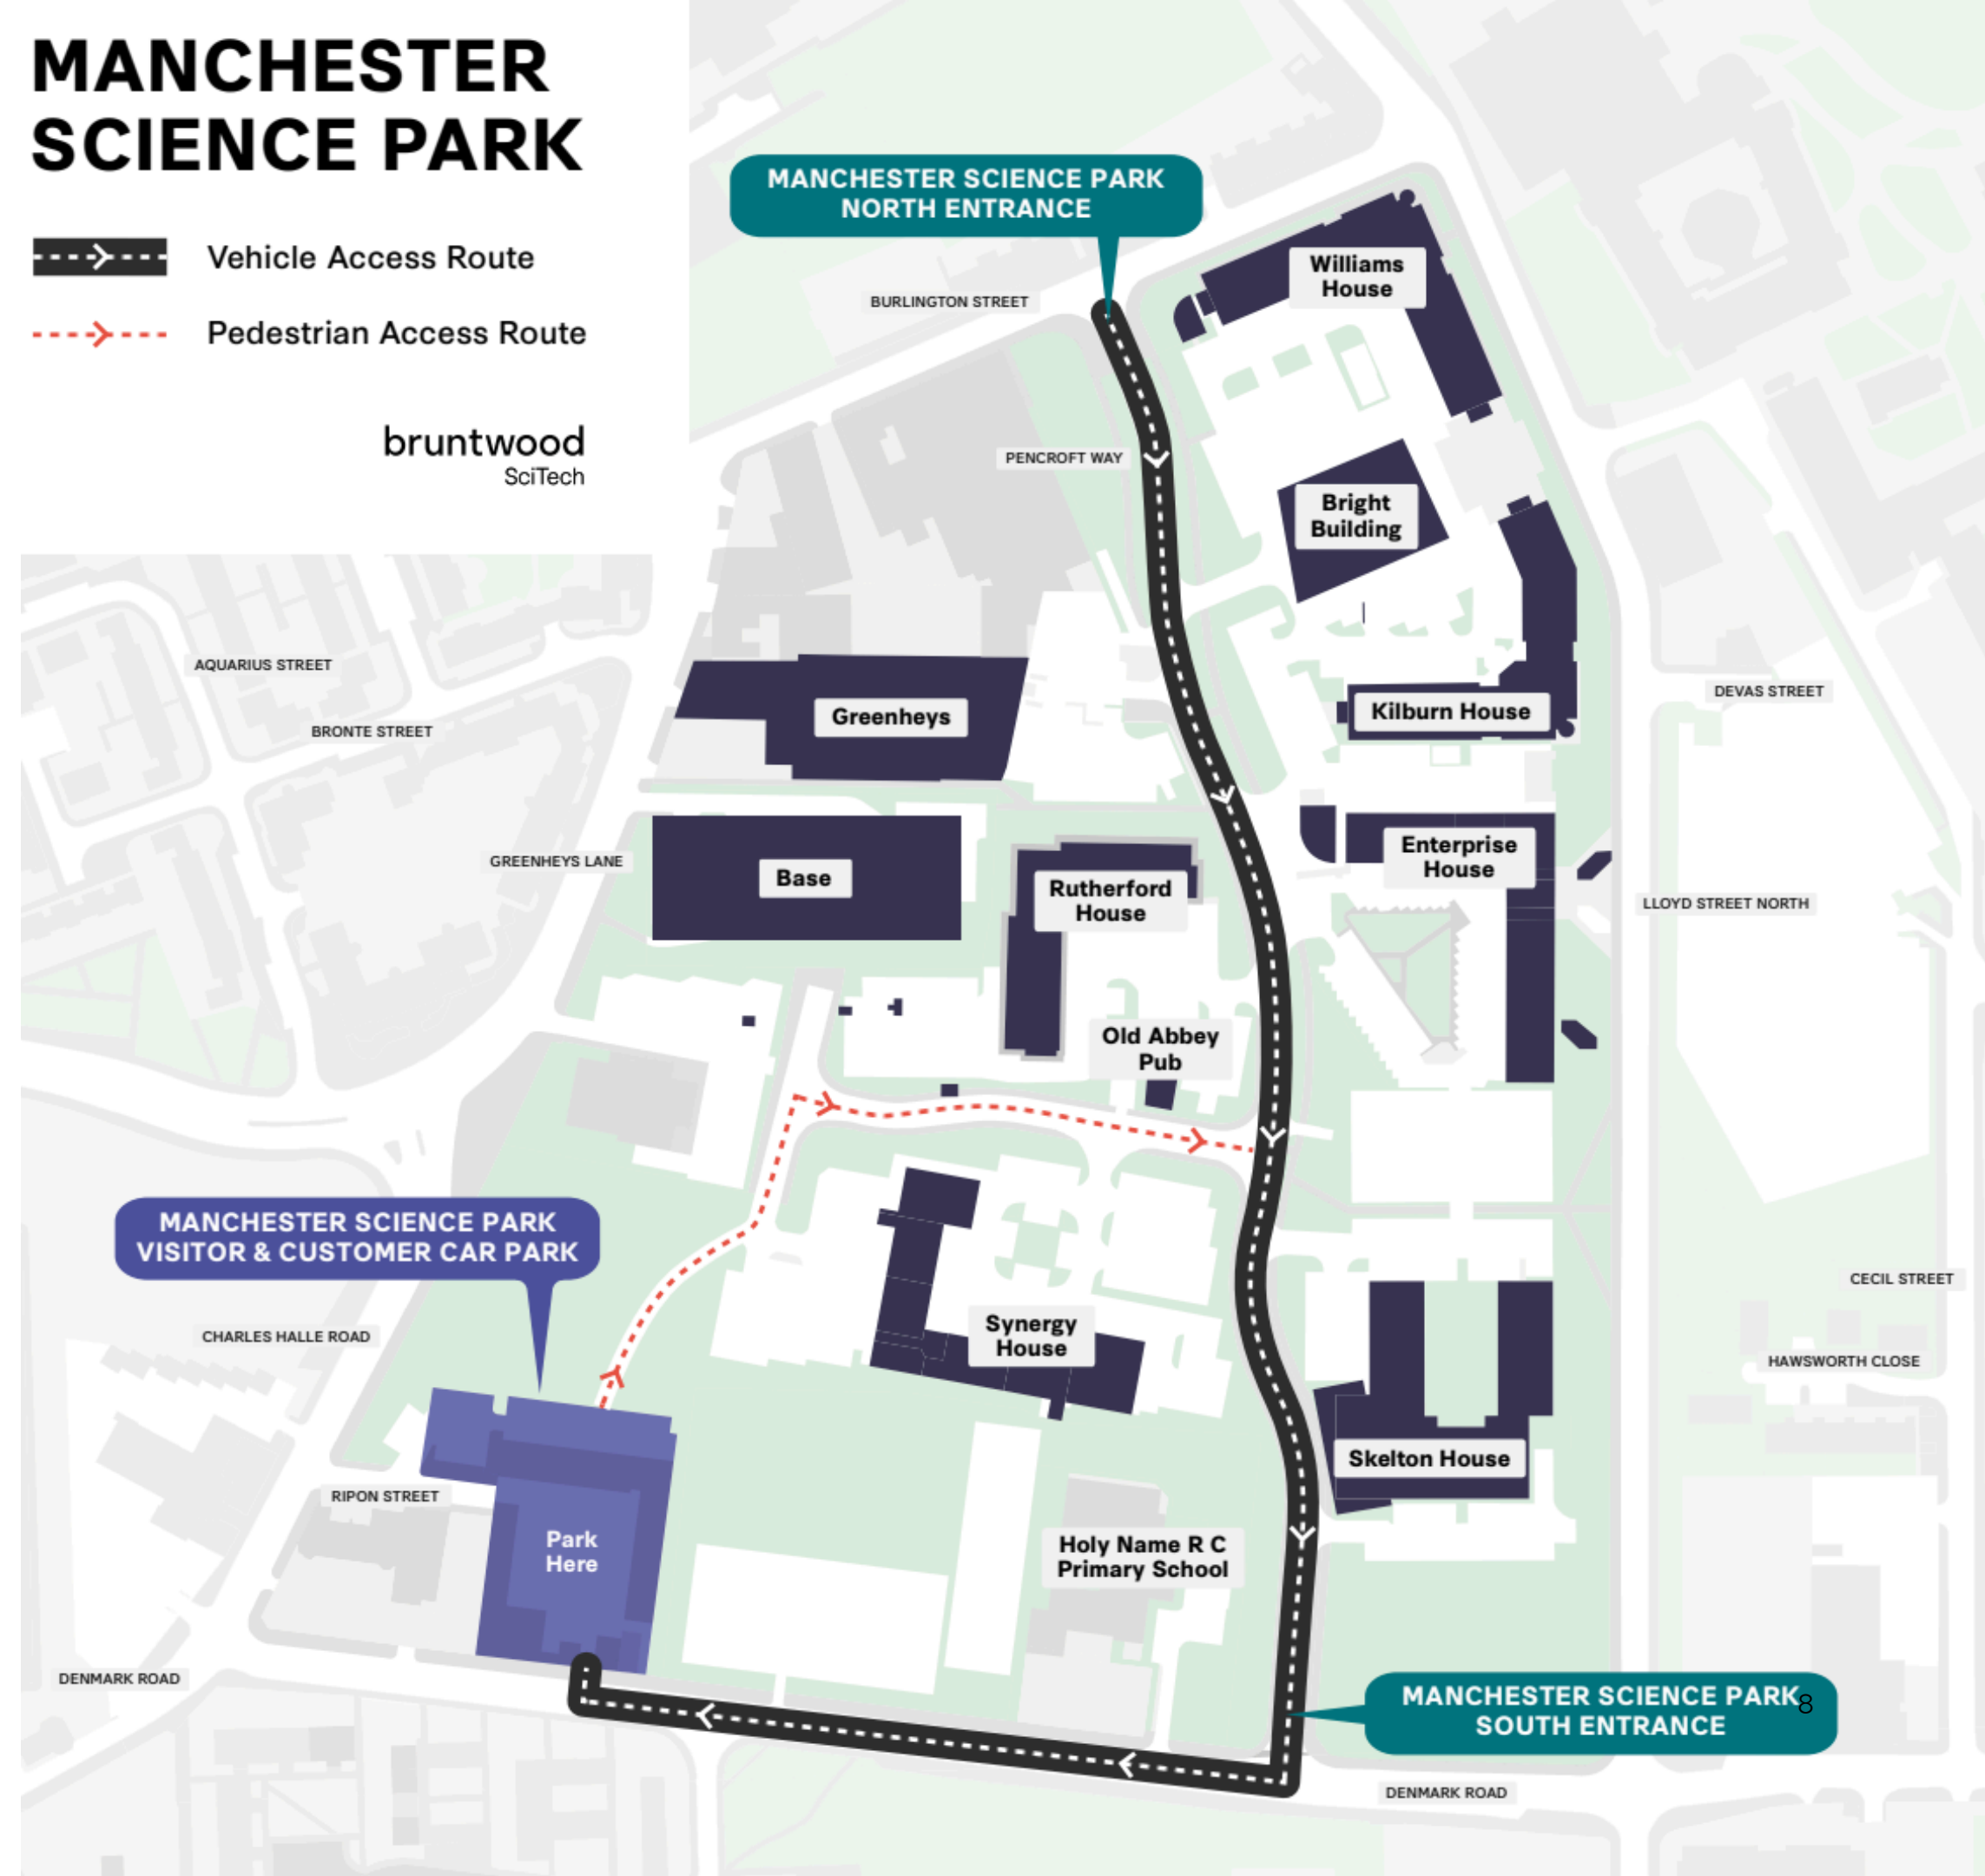 MANCHESTER
SCIENCE PARK
Vehicle Access Route
Pedestrian Access Route
bruntwood
SciTech
MANCHESTER SCIENCE PARK
NORTH ENTRANCE
Williams
House
BURLINGTON STREET
PENCROFT WAY
Bright
Building
AQUARIUS STREET
BRONTE STREET
Greenheys
Kilburn House
DEVAS STREET
GREENHEYS LANE
Base
Rutherford
House
Enterprise
House
LLOYD STREET NORTH
Old Abbey
Pub
MANCHESTER SCIENCE PARK
VISITOR & CUSTOMER CAR PARK
CHARLES HALLE ROAD
Synergy
House
CECIL STREET
HAWSWORTH CLOSE
Skelton House
RIPON STREET
Park
Here
Holy Name R C
Primary School
DENMARK ROAD
MANCHESTER SCIENCE PARK
8
SOUTH ENTRANCE
DENMARK ROAD